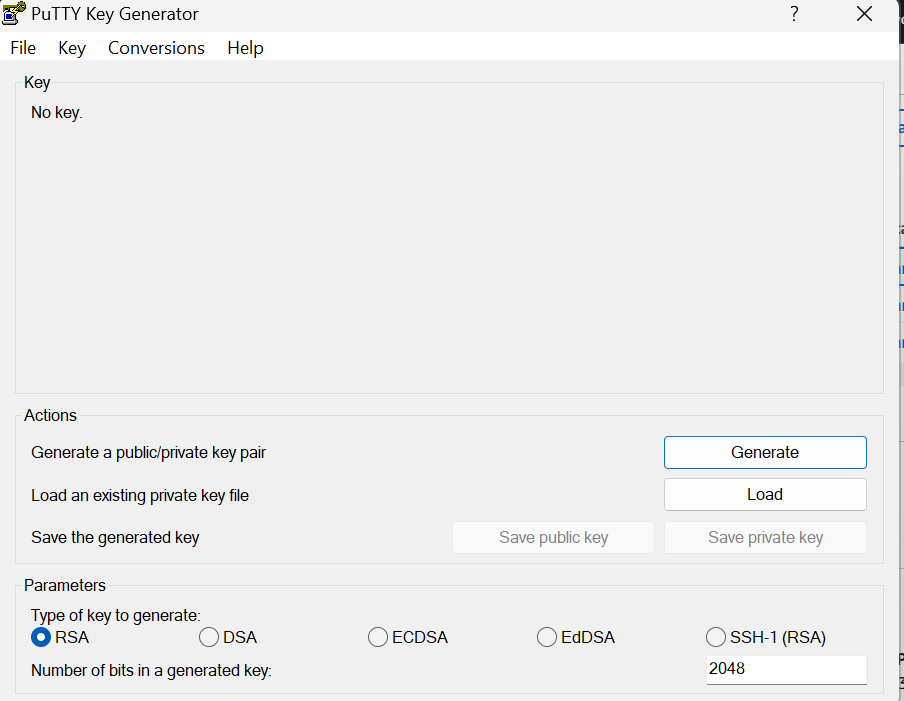 PuTTY Key Generator ?
File Key Conversions Help
Key
No key.
Actions
Generate a public/private key pair Generate
Load an existing private key file Load
Save the generated key Save public key Save private key
Parameters
Type of key to generate:
RSA DSA ECDSA EdDSA SSH-1 (RSA)
Number of bits in a generated key: 2048